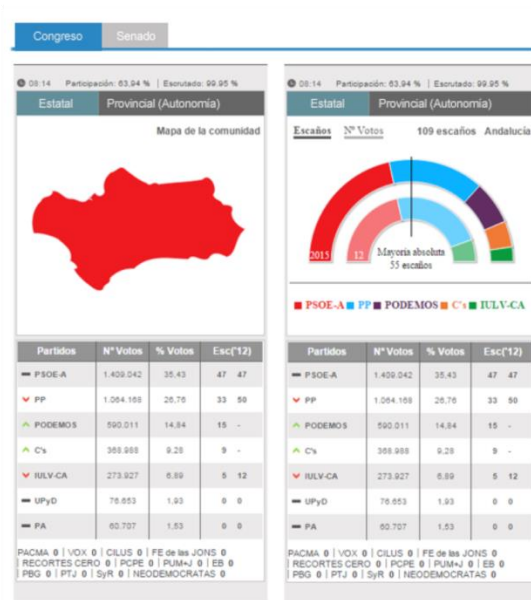 Congreso
Senado
08:14 Participación: 63,94 % | Escrutado: 99.95 %
Estatal Provincial (Autonomía)
Mapa de la comunidad
Partidos Nº Votos % Votos Esc('12)
PSOE-A 1.409.042 35,43 47 47
PP 1.064.168 26,76 33 50
PODEMOS 590.011 14,84 15 -
C's 368.988 9,28 9 -
IULV-CA 273.927 6,89 5 12
UPyD 76.653 1,93 0 0
PA 60.707 1,53 0 0
PACMA 0 | VOX 0 | CILUS 0 | FE de las JONS 0
| RECORTES CERO 0 | PCPE 0 | PUM+J 0 | EB 0
| PBG 0 | PTJ 0 | SyR 0 | NEODEMOCRATAS 0
08:14 Participación: 63,94 % | Escrutado: 99.95 %
Estatal Provincial (Autonomía)
Escaños Nº Votos 109 escaños Andalucía
2015 12 Mayoría absoluta
55 escaños
PSOE-A PP PODEMOS C's IULV-CA
Partidos Nº Votos % Votos Esc('12)
PSOE-A 1.409.042 35,43 47 47
PP 1.064.168 26,76 33 50
PODEMOS 590.011 14,84 15 -
C's 368.988 9,28 9 -
IULV-CA 273.927 6,89 5 12
UPyD 76.653 1,93 0 0
PA 60.707 1,53 0 0
PACMA 0 | VOX 0 | CILUS 0 | FE de las JONS 0
| RECORTES CERO 0 | PCPE 0 | PUM+J 0 | EB 0
| PBG 0 | PTJ 0 | SyR 0 | NEODEMOCRATAS 0